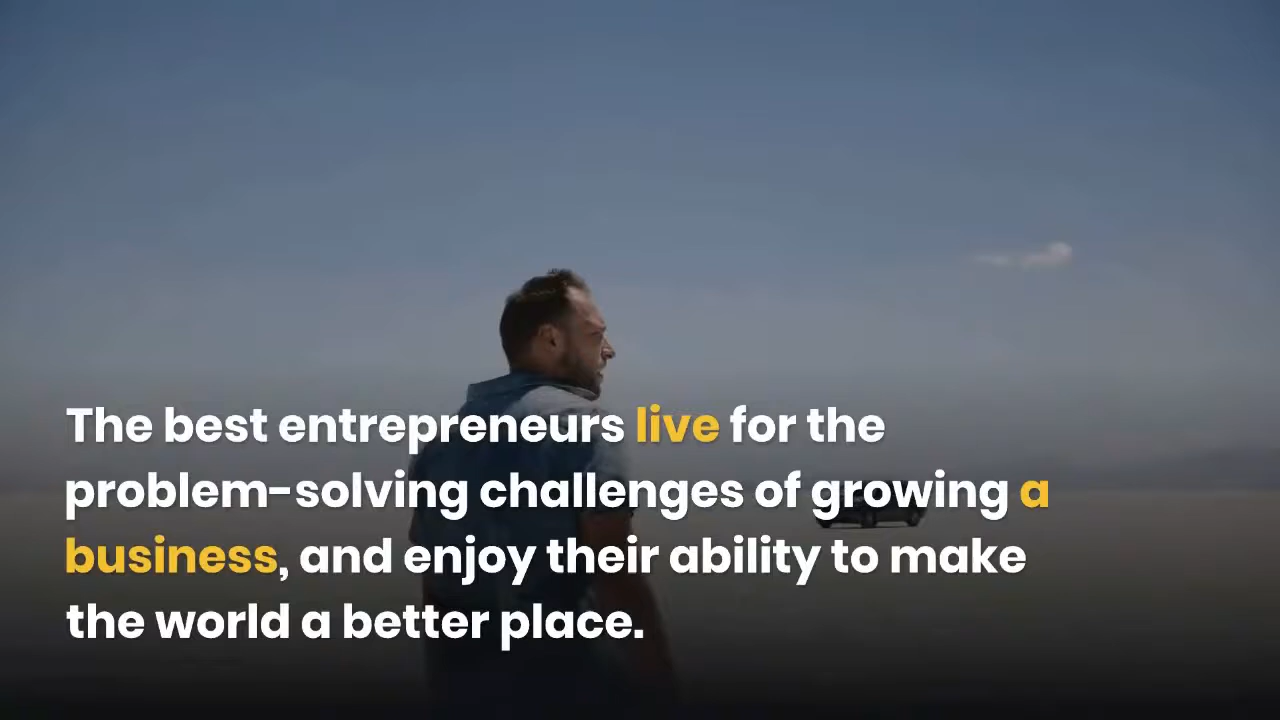 The best entrepreneurs live for the
problem-solving challenges of growing a
business, and enjoy their ability to make
the world a better place.